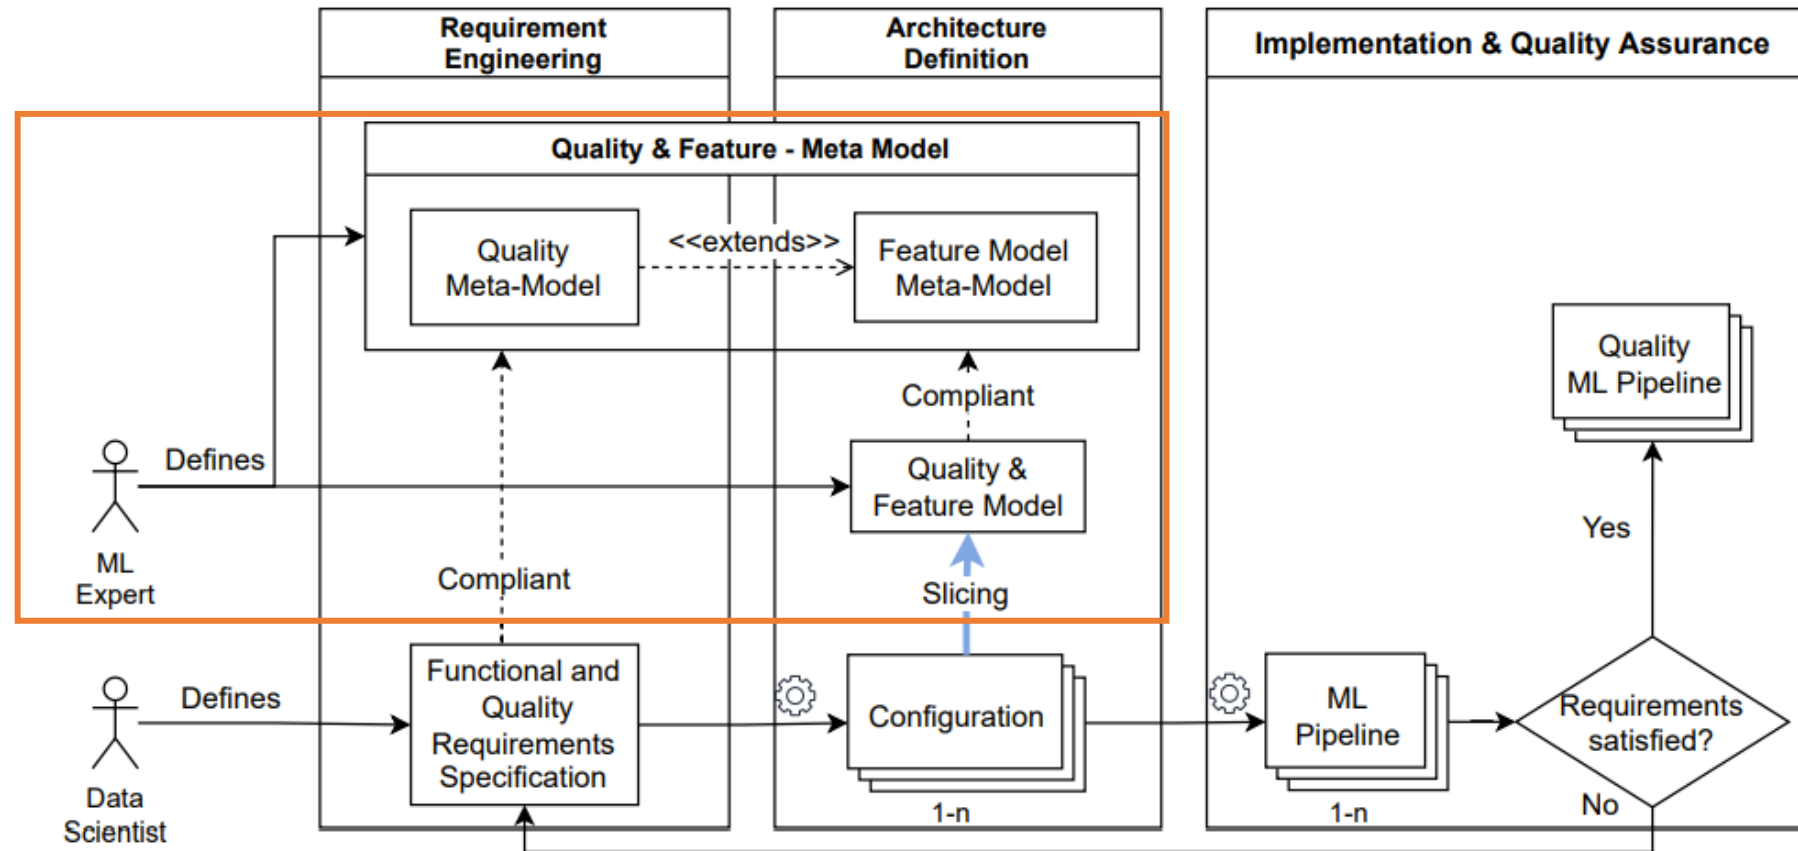 Requirement
Engineering
Architecture
Definition
Implementation & Quality Assurance
Quality & Feature - Meta Model
Quality
Meta-Model
<<extends>>
Feature Model
Meta-Model
Quality
ML Pipeline
Compliant
Defines
Quality &
Feature Model
Yes
ML
Expert
Compliant
Slicing
Defines
Functional and
Quality
Requirements
Specification
Configuration
1-n
ML
Pipeline
1-n
Requirements
satisfied?
No
Data
Scientist